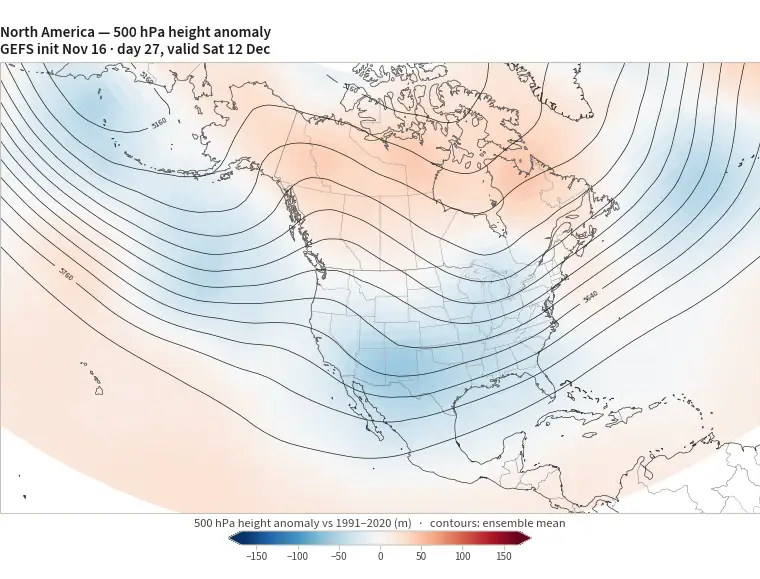 North America — 500 hPa height anomaly
GEFS init Nov 16 · day 27, valid Sat 12 Dec
5160
5760
5640
500 hPa height anomaly vs 1991–2020 (m) · contours: ensemble mean
−150 −100 −50 0 50 100 150